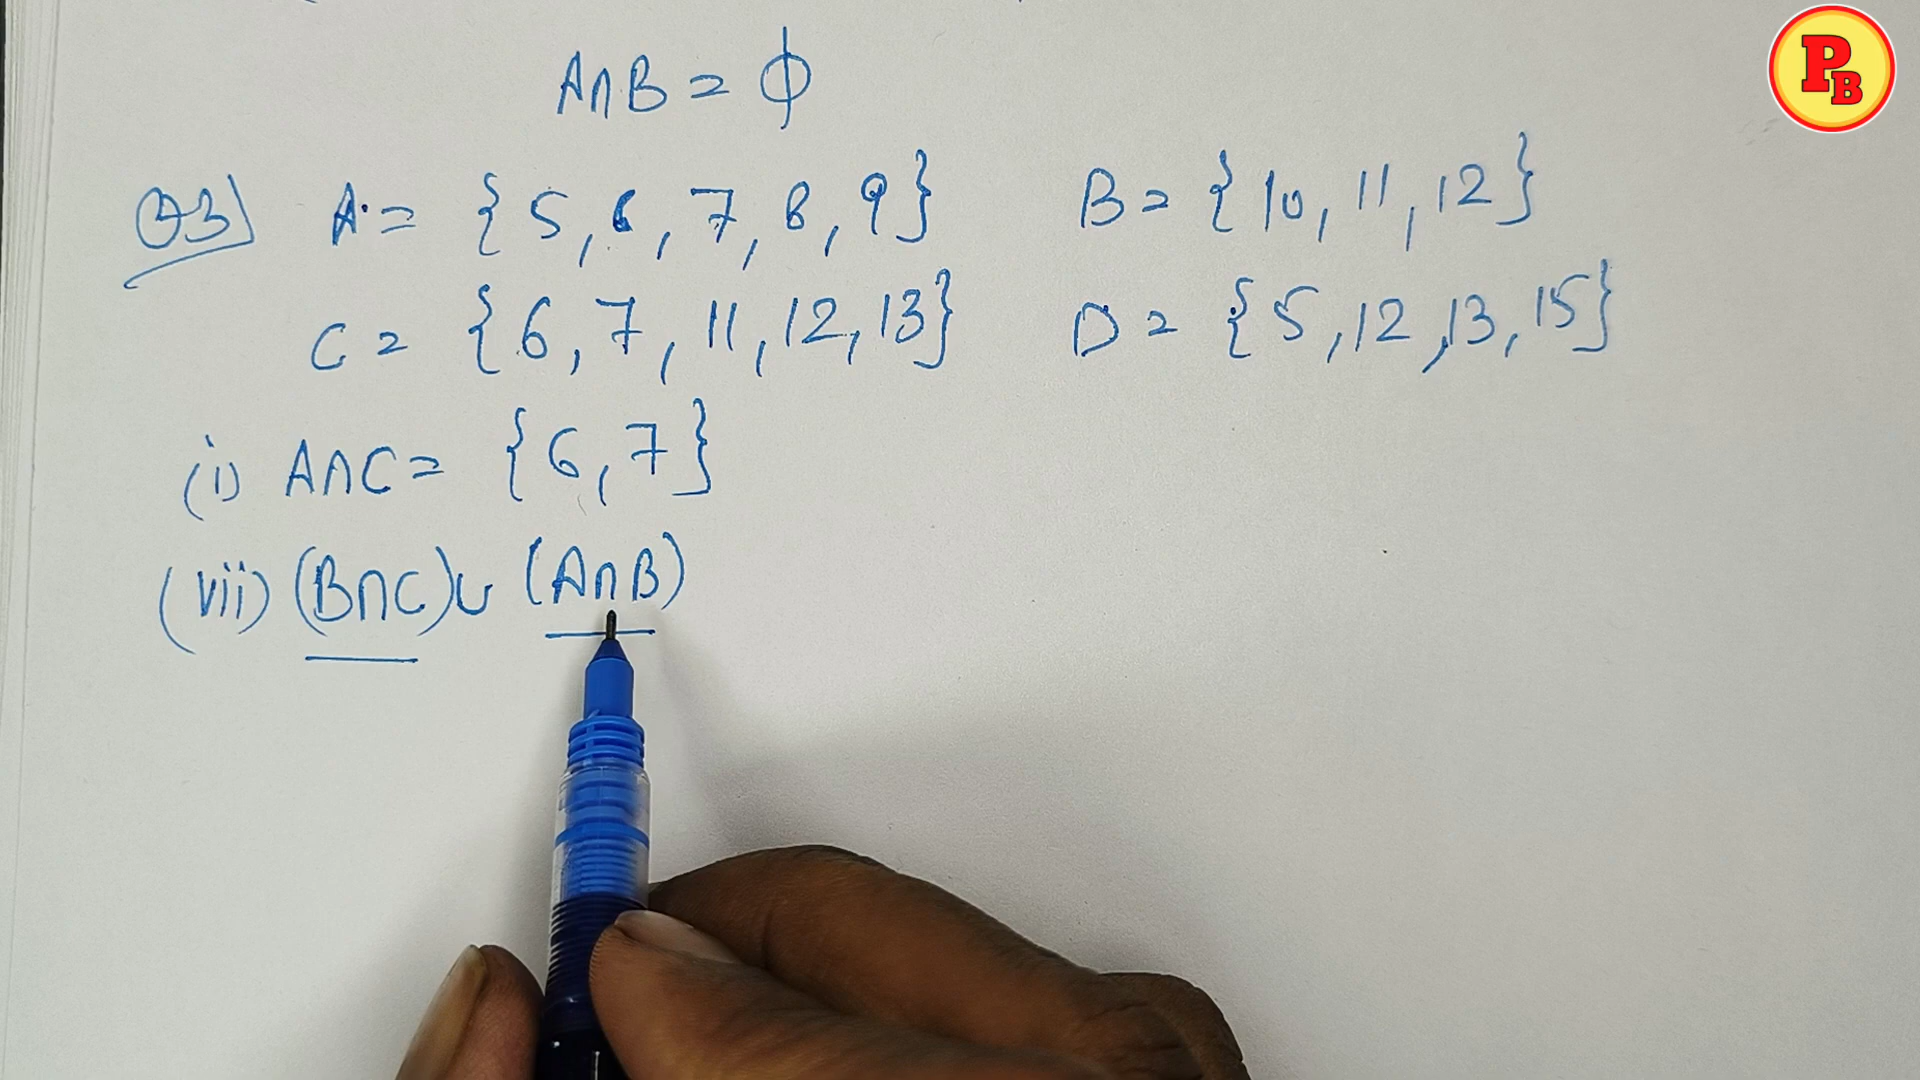 A∩B = ϕ
Q3) A = {5, 6, 7, 8, 9} B = {10, 11, 12}
C = {6, 7, 11, 12, 13} D = {5, 12, 13, 15}
(i) A∩C = {6, 7}
(vii) (B∩C)∪ (A∩B)
PB